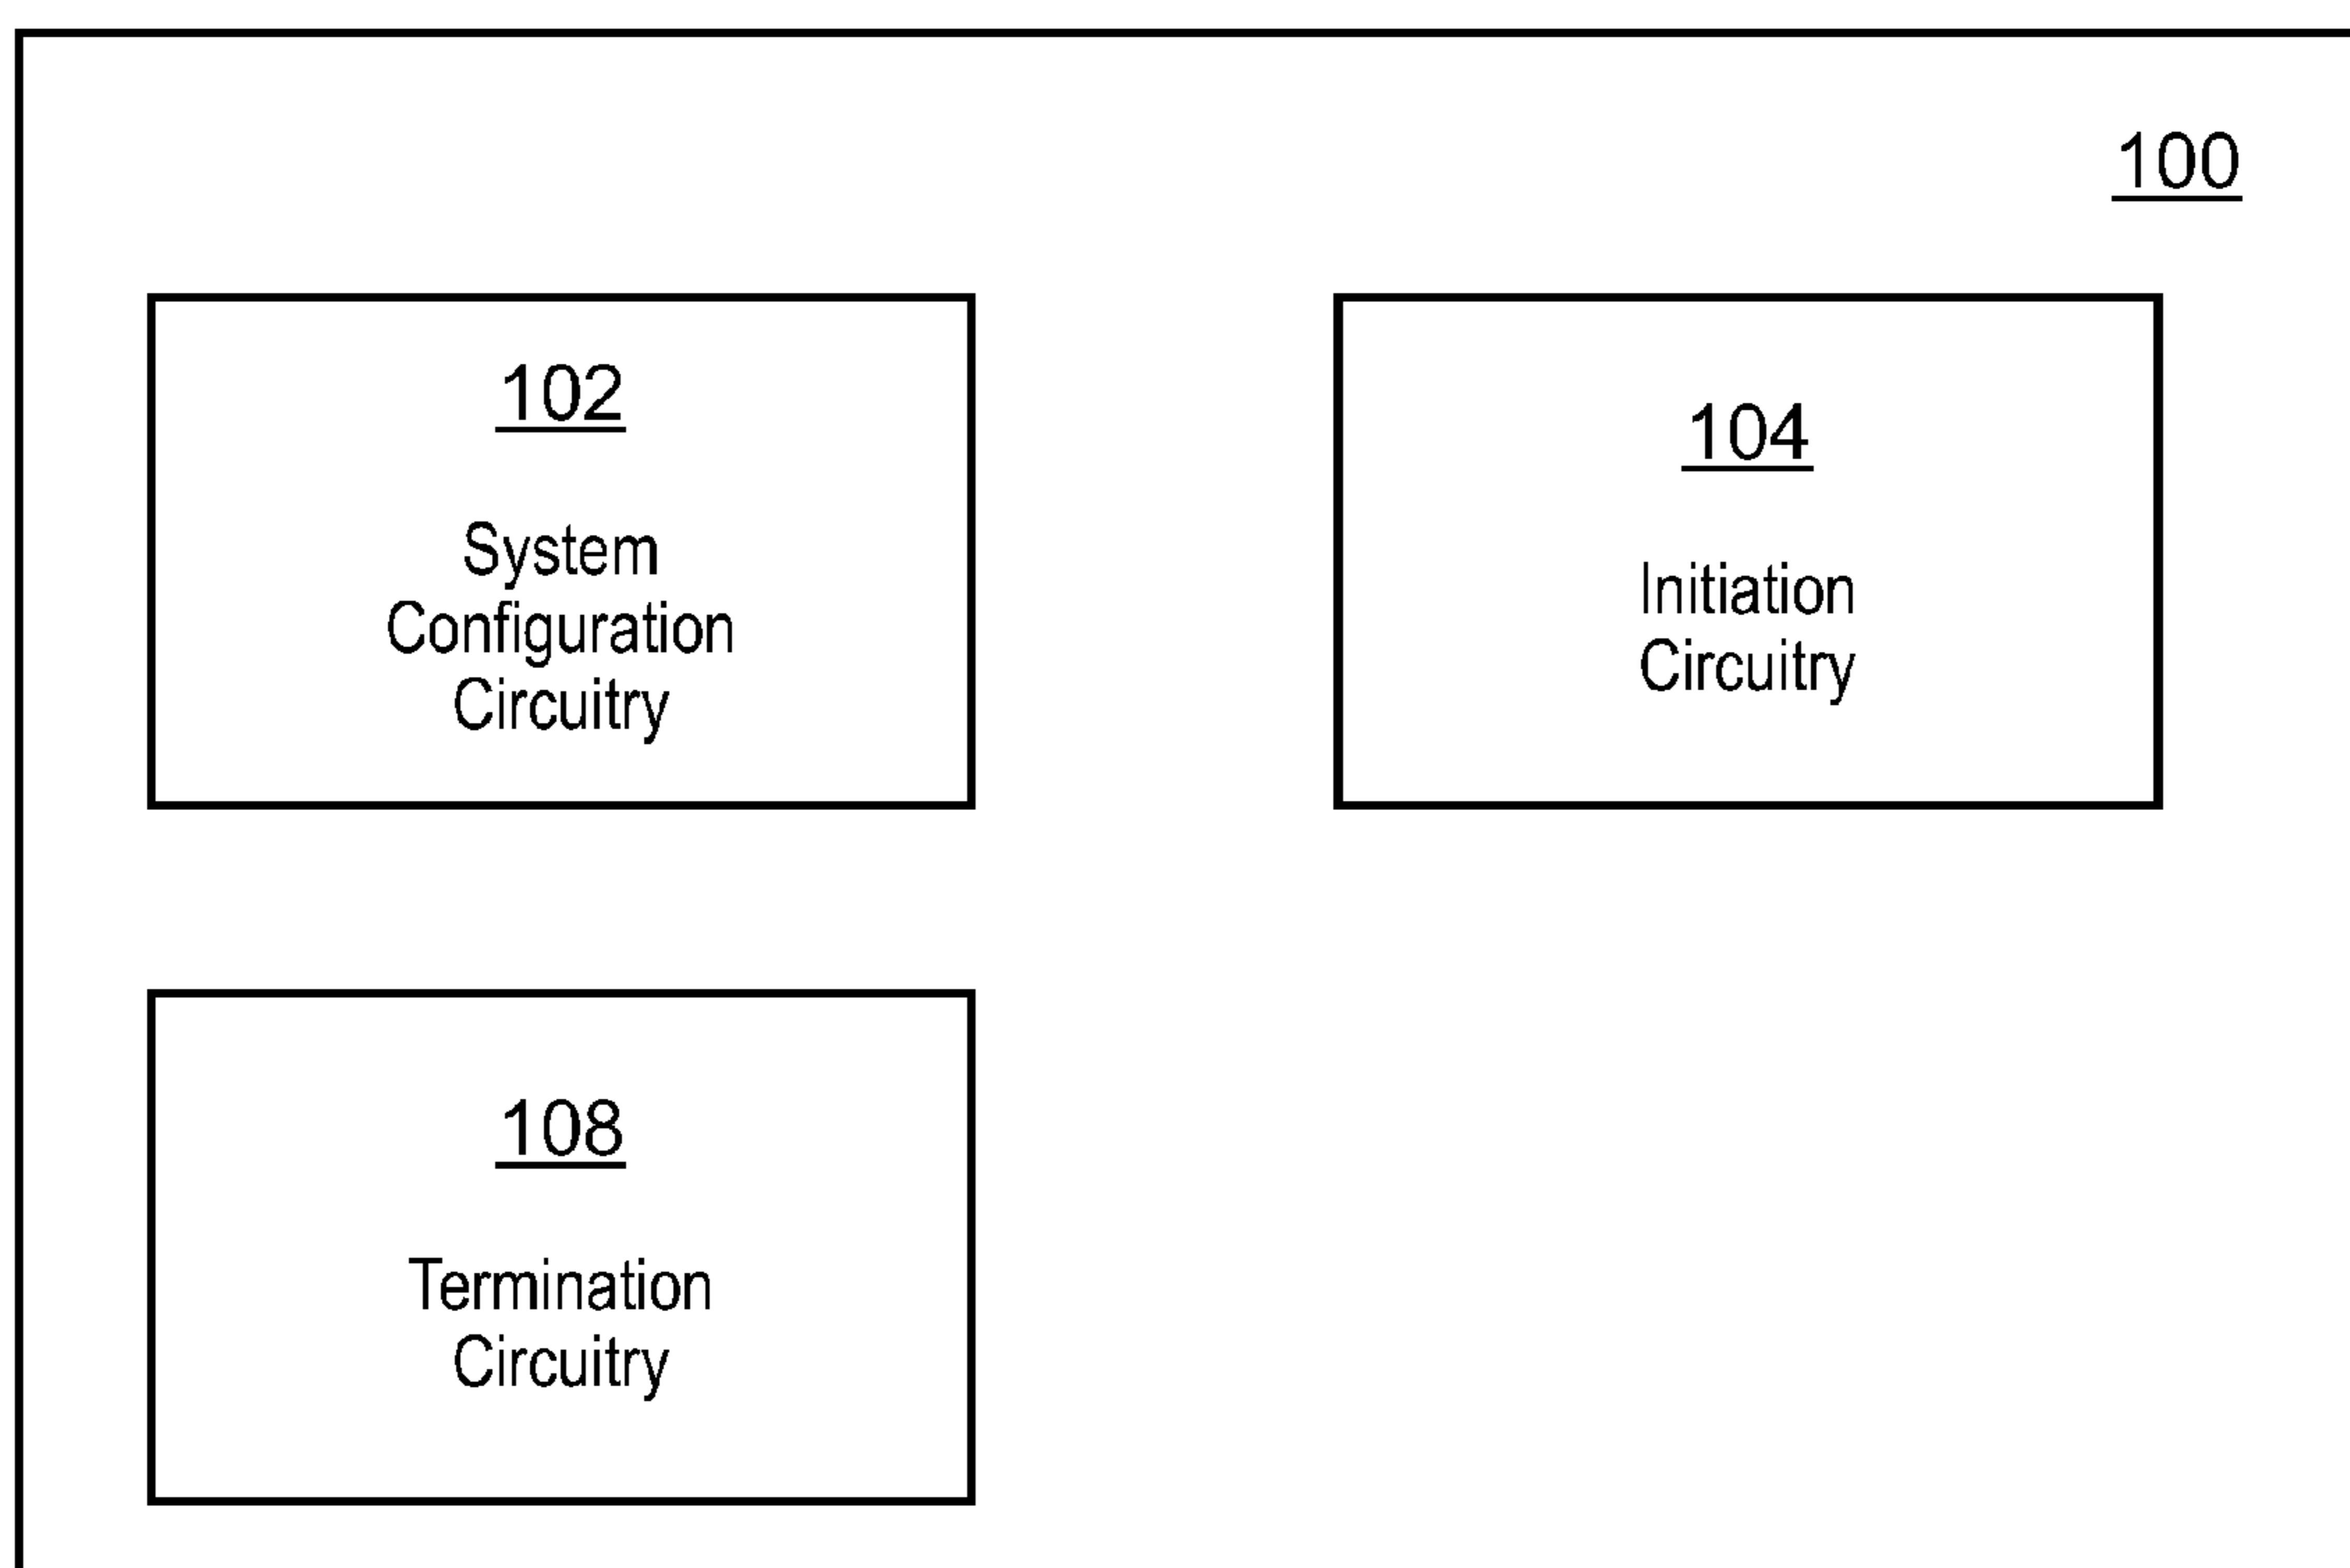 100
102
System
Configuration
Circuitry
104
Initiation
Circuitry
108
Termination
Circuitry